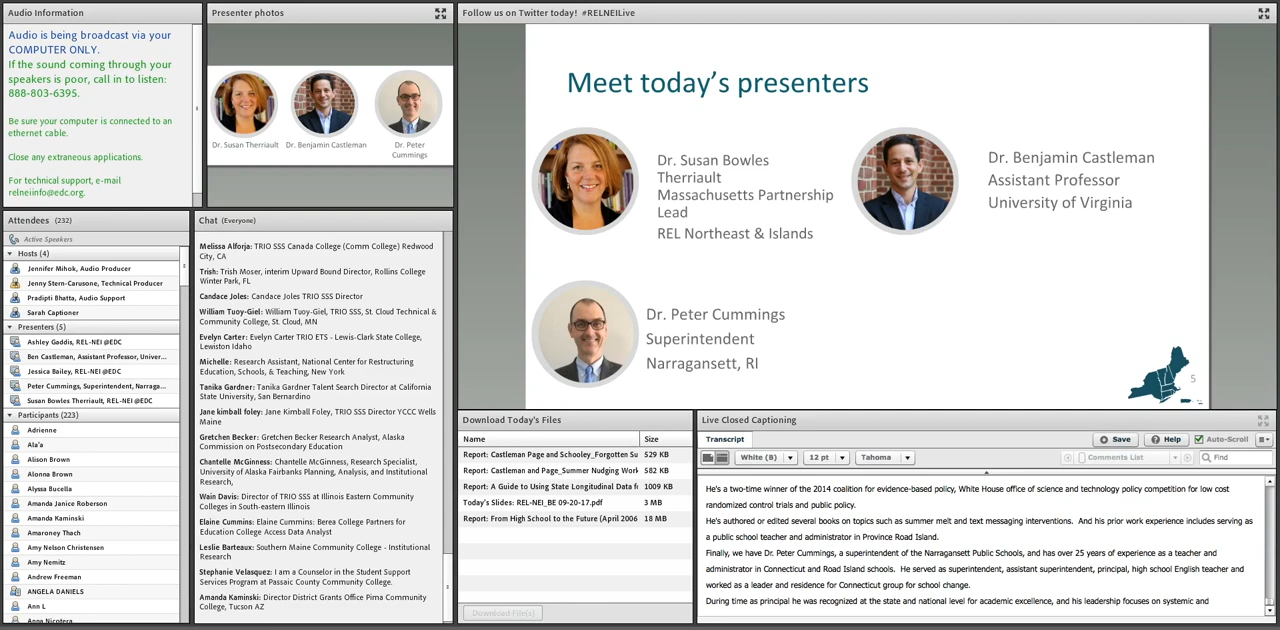 Audio Information
Audio is being broadcast via your
COMPUTER ONLY.
If the sound coming through your
speakers is poor, call in to listen:
888-803-6395.
Be sure your computer is connected to an
ethernet cable.
Close any extraneous applications.
For technical support, e-mail
relneiinfo@edc.org.
Presenter photos
Dr. Susan Therriault
Dr. Benjamin Castleman
Dr. Peter
Cummings
Follow us on Twitter today! #RELNEILive
Meet today's presenters
Dr. Susan Bowles
Therriault
Massachusetts Partnership
Lead
REL Northeast & Islands
Dr. Benjamin Castleman
Assistant Professor
University of Virginia
Dr. Peter Cummings
Superintendent
Narragansett, RI
5
Attendees (232)
Active Speakers
Hosts (4)
Jennifer Mihok, Audio Producer
Jenny Stern-Carusone, Technical Producer
Pradipti Bhatta, Audio Support
Sarah Captioner
Presenters (5)
Ashley Gaddis, REL-NEI @EDC
Ben Castleman, Assistant Professor, Univer...
Jessica Bailey, REL-NEI @EDC
Peter Cummings, Superintendent, Narraga...
Susan Bowles Therriault, REL-NEI @EDC
Participants (223)
Adrienne
Ala'a
Alison Brown
Alonna Brown
Alyssa Bucella
Amanda Janice Roberson
Amanda Kaminski
Amaroney Thach
Amy Nelson Christensen
Amy Nemitz
Andrew Freeman
ANGELA DANIELS
Ann L
Anna Nicotera
Chat (Everyone)
Melissa Alforja: TRIO SSS Canada College (Comm College) Redwood
City, CA
Trish: Trish Moser, interim Upward Bound Director, Rollins College
Winter Park, FL
Candace Joles: Candace Joles TRIO SSS Director
William Tuoy-Giel: William Tuoy-Giel, TRIO SSS, St. Cloud Technical &
Community College, St. Cloud, MN
Evelyn Carter: Evelyn Carter TRIO ETS - Lewis-Clark State College,
Lewiston Idaho
Michelle: Research Assistant, National Center for Restructuring
Education, Schools, & Teaching, New York
Tanika Gardner: Tanika Gardner Talent Search Director at California
State University, San Bernardino
Jane kimball foley: Jane Kimball Foley, TRIO SSS Director YCCC Wells
Maine
Gretchen Becker: Gretchen Becker Research Analyst, Alaska
Commission on Postsecondary Education
Chantelle McGinness: Chantelle McGinness, Research Specialist,
University of Alaska Fairbanks Planning, Analysis, and Institutional
Research,
Wain Davis: Director of TRIO SSS at Illinois Eastern Community
Colleges in South-eastern Illinois
Elaine Cummins: Elaine Cummins: Berea College Partners for
Education College Access Data Analyst
Leslie Barteaux: Southern Maine Community College - Institutional
Research
Stephanie Velasquez: I am a Counselor in the Student Support
Services Program at Passaic County Community College.
Amanda Kaminski: Director District Grants Office Pima Community
College, Tucson AZ
Download Today's Files
Name Size
Report: Castleman Page and Schooley_Forgotten Su 529 KB
Report: Castleman and Page_Summer Nudging Work 582 KB
Report: A Guide to Using State Longitudinal Data fo 1009 KB
Today's Slides: REL-NEI_BE 09-20-17.pdf 3 MB
Report: From High School to the Future (April 2006 18 MB
Download File(s)
Live Closed Captioning
Transcript
Save
Help
Auto-Scroll
White (B)
12 pt
Tahoma
Comments List
Find
He's a two-time winner of the 2014 coalition for evidence-based policy, White House office of science and technology policy competition for low cost
randomized control trials and public policy.
He's authored or edited several books on topics such as summer melt and text messaging interventions. And his prior work experience includes serving as
a public school teacher and administrator in Province Road Island.
Finally, we have Dr. Peter Cummings, a superintendent of the Narragansett Public Schools, and has over 25 years of experience as a teacher and
administrator in Connecticut and Road Island schools. He served as superintendent, assistant superintendent, principal, high school English teacher and
worked as a leader and residence for Connecticut group for school change.
During time as principal he was recognized at the state and national level for academic excellence, and his leadership focuses on systemic and